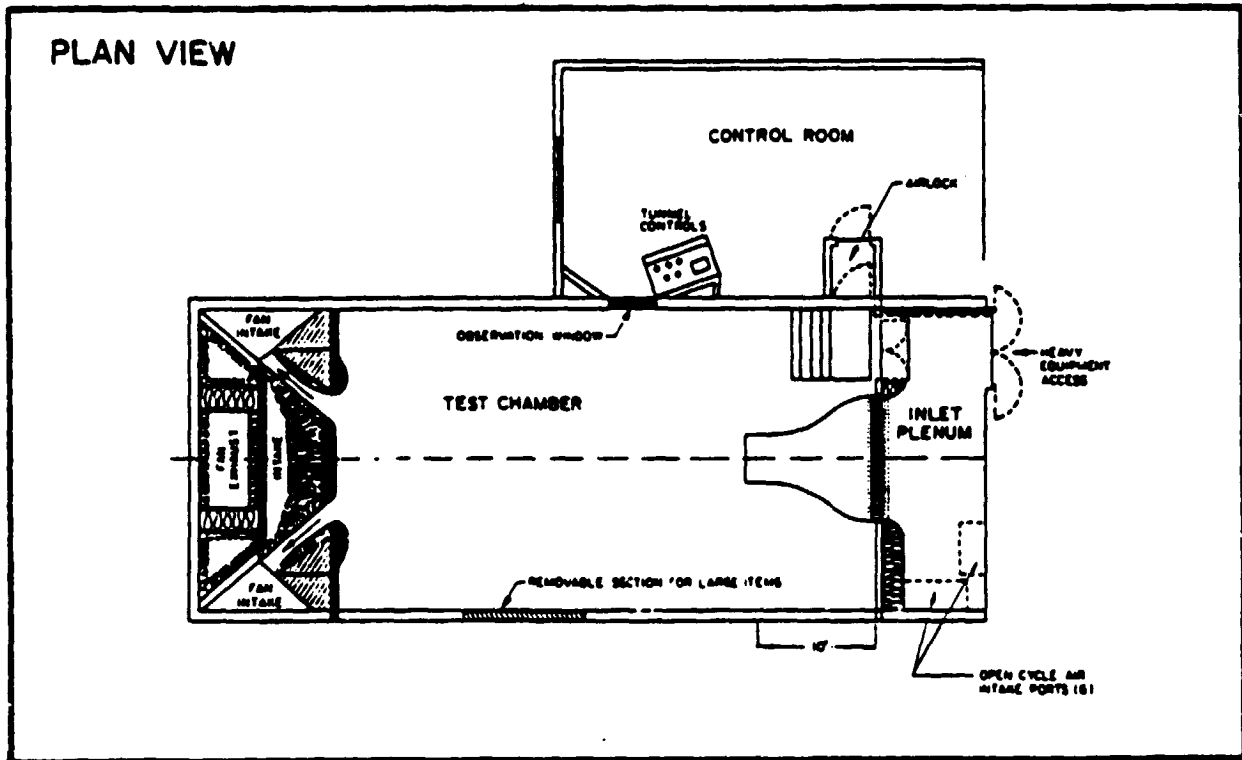 PLAN VIEW
CONTROL ROOM
AIRLOCK
TUNNEL
CONTROLS
FAN
INTAKE
OBSERVATION WINDOW
HEAVY
EQUIPMENT
ACCESS
TEST CHAMBER
INLET
PLENUM
FAN
EXHAUST
INTAKE
REMOVABLE SECTION FOR LARGE ITEMS
FAN
INTAKE
10'
OPEN CYCLE AIR
INTAKE PORTS (6)